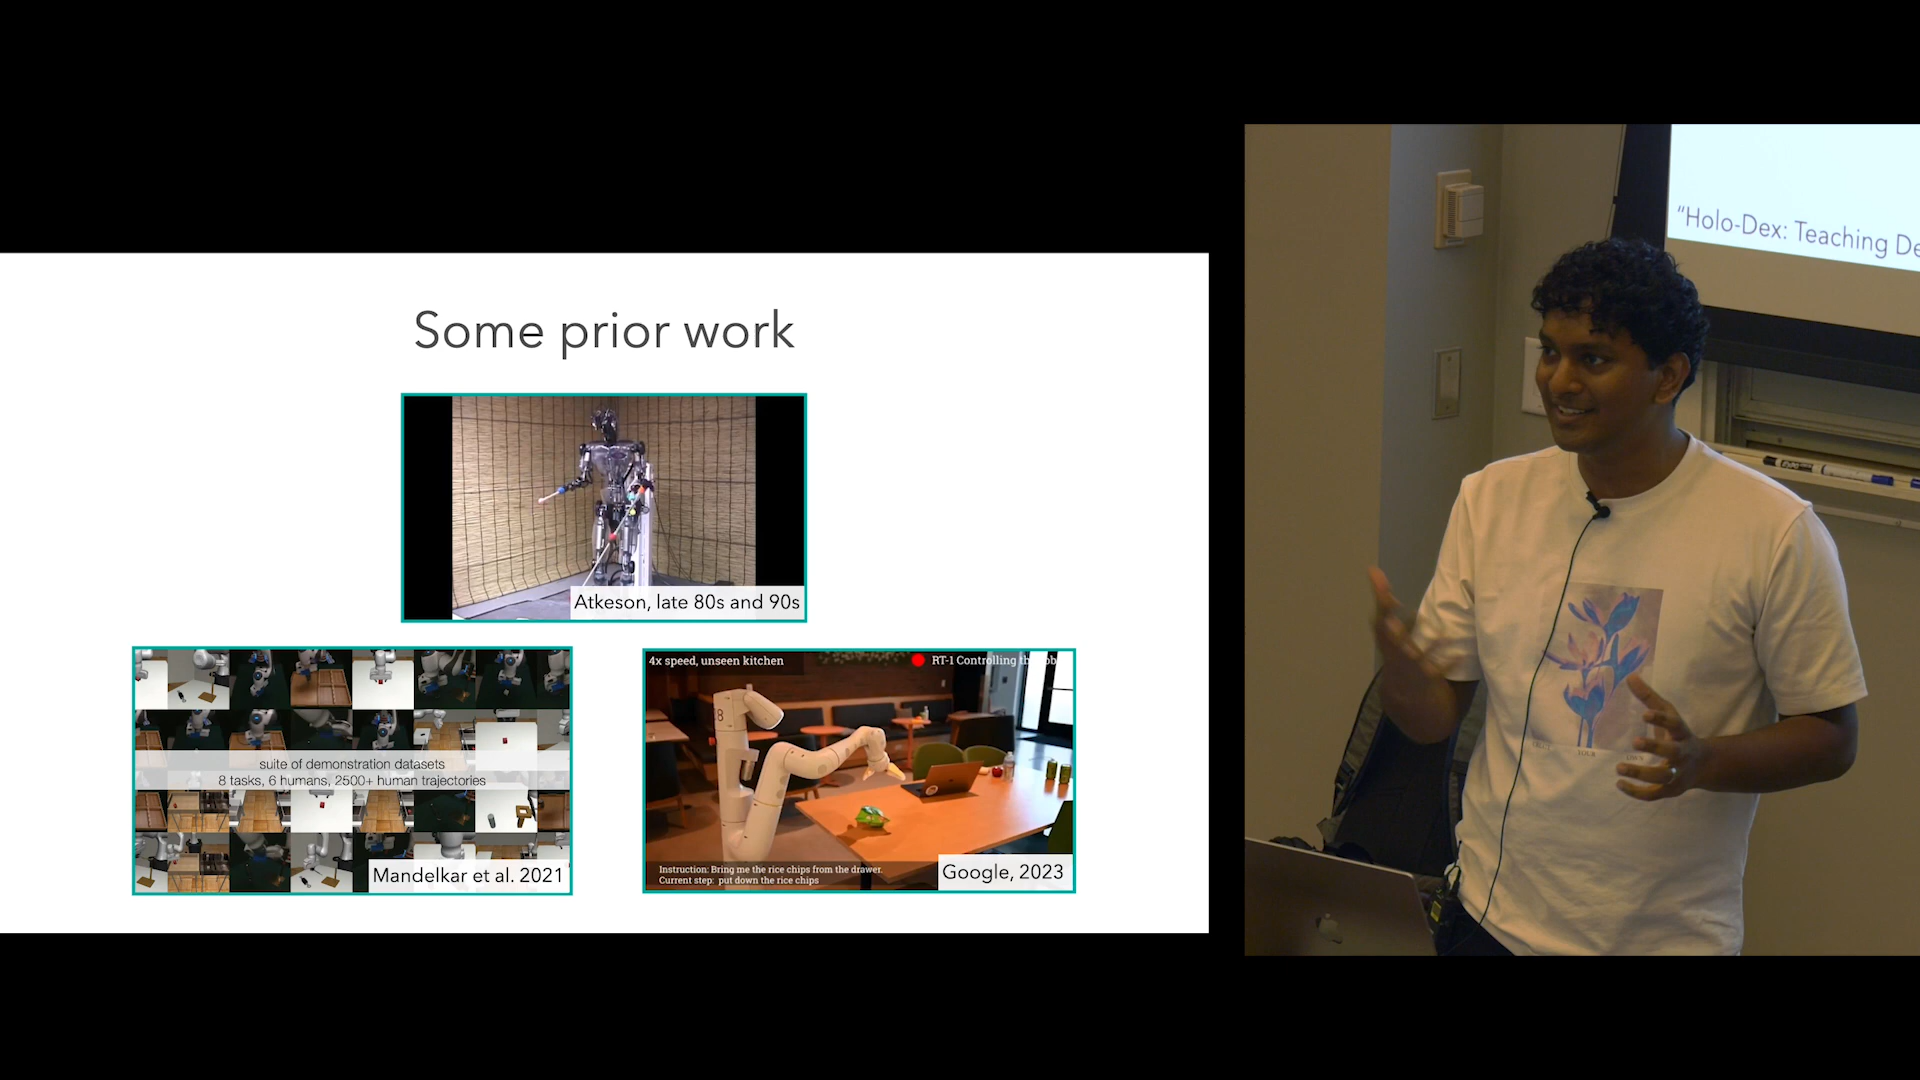 Some prior work
Atkeson, late 80s and 90s
suite of demonstration datasets
8 tasks, 6 humans, 2500+ human trajectories
Mandelkar et al. 2021
4x speed, unseen kitchen
RT-1 Controlling the
Instruction: Bring me the rice chips from the drawer.
Current step: put down the rice chips
Google, 2023
“Holo-Dex: Teaching De